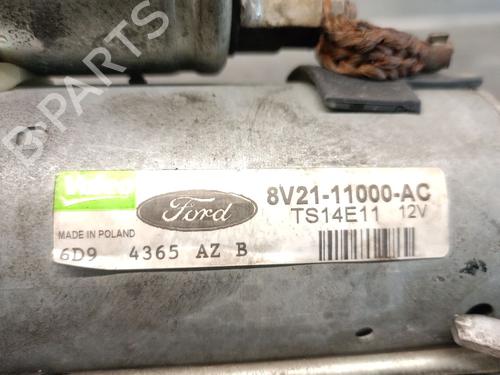 B-PARTS
Valeo
Ford
8V21-11000-AC
TS14E11 12V
MADE IN POLAND
6D9 4365 AZ B